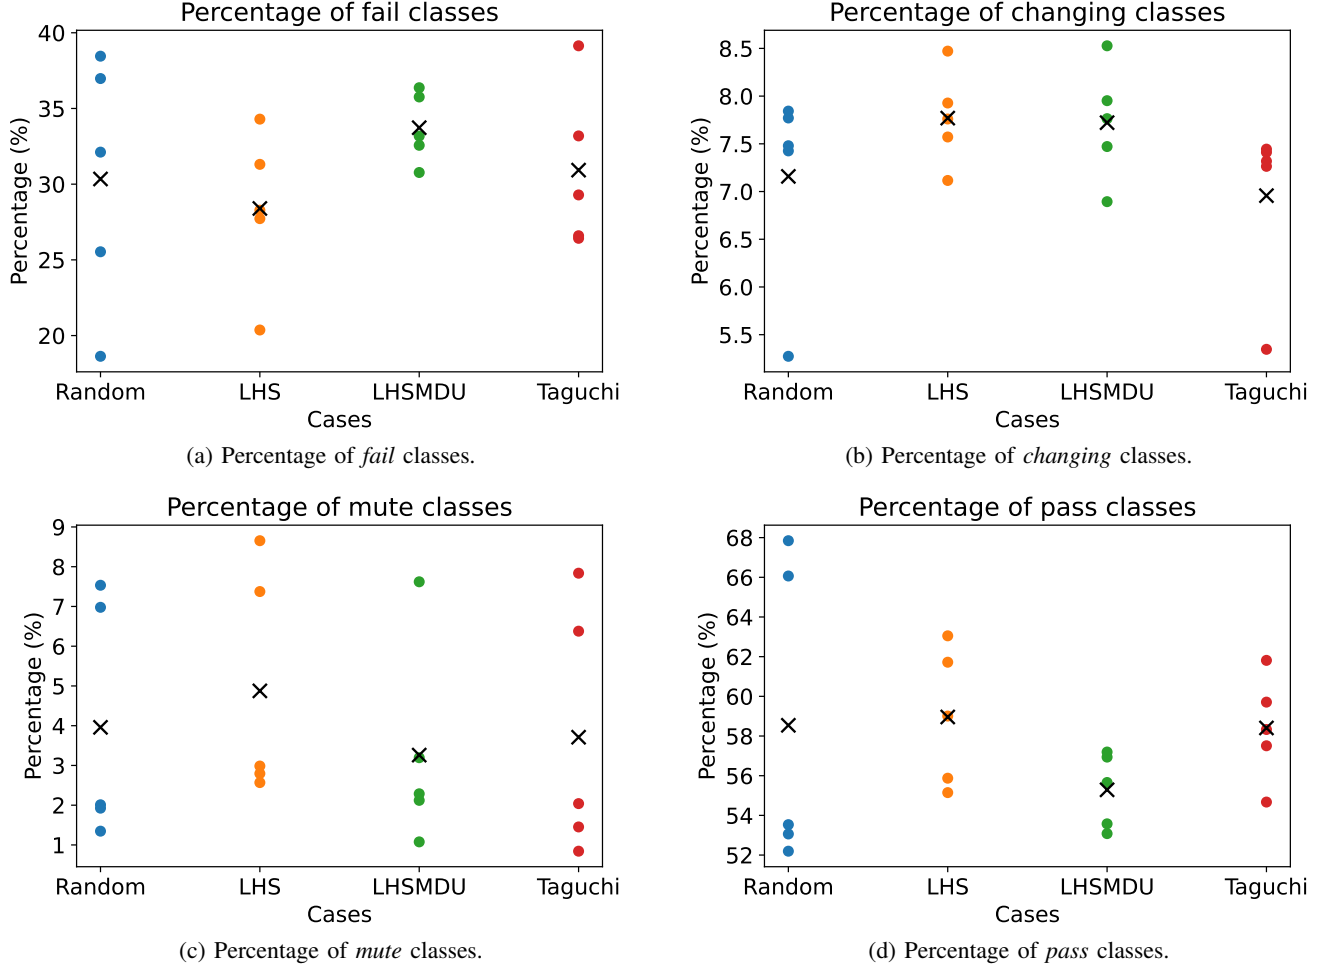 Percentage of fail classes
Percentage (%)
40
35
30
25
20
Random LHS LHSMDU Taguchi
Cases
(a) Percentage of fail classes.
Percentage of changing classes
Percentage (%)
8.5
8.0
7.5
7.0
6.5
6.0
5.5
Random LHS LHSMDU Taguchi
Cases
(b) Percentage of changing classes.
Percentage of mute classes
Percentage (%)
9
8
7
6
5
4
3
2
1
Random LHS LHSMDU Taguchi
Cases
(c) Percentage of mute classes.
Percentage of pass classes
Percentage (%)
68
66
64
62
60
58
56
54
52
Random LHS LHSMDU Taguchi
Cases
(d) Percentage of pass classes.